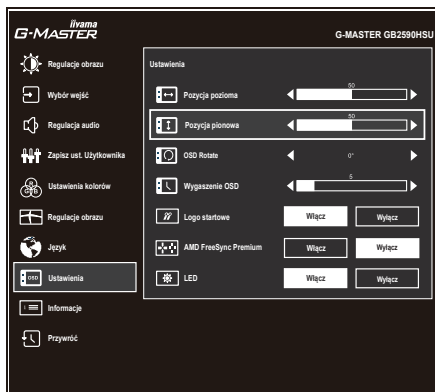 iiyama
G-MASTER
G-MASTER GB2590HSU
Regulacje obrazu
Wybór wejść
Regulacja audio
Zapisz ust. Użytkownika
R
G B
Ustawienia kolorów
Regulacje obrazu
Język
OSD
Ustawienia
Informacje
Przywróć
Ustawienia
Pozycja pozioma
50
Pozycja pionowa
50
OSD Rotate
0°
Wygaszenie OSD
5
Logo startowe
Włącz
Wyłącz
AMD FreeSync Premium
Włącz
Wyłącz
LED
Włącz
Wyłącz